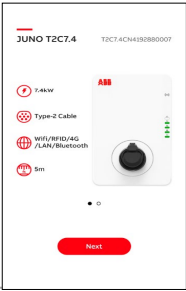 JUNO T2C7.4
T2C7.4CN4192880007
ABB
7.4kW
Type-2 Cable
Wifi/RFID/4G
/LAN/Bluetooth
5m
Next